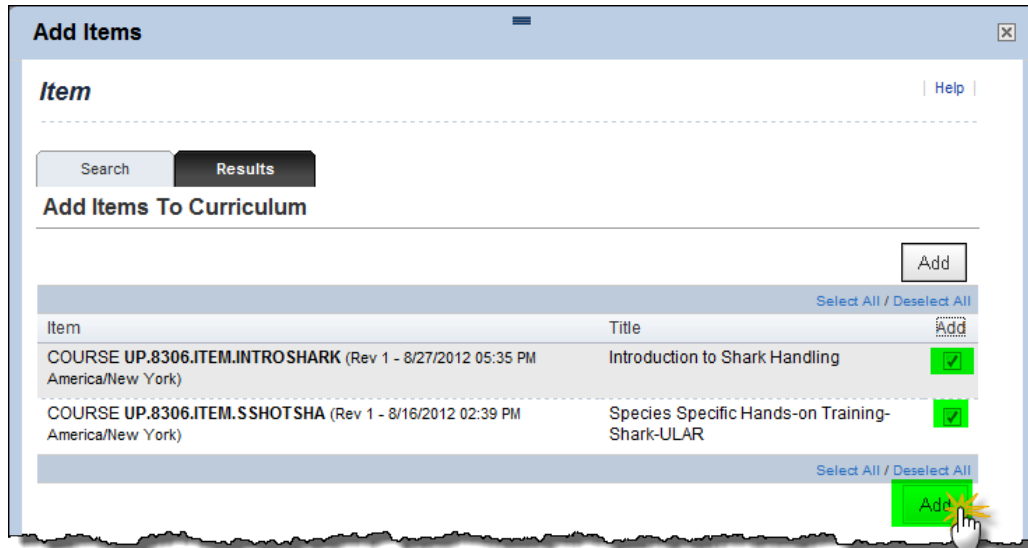 Add Items
Item
| Help |
Search Results
Add Items To Curriculum
Add
Select All / Deselect All
Item Title Add
COURSE UP.8306.ITEM.INTROSHARK (Rev 1 - 8/27/2012 05:35 PM Introduction to Shark Handling
America/New York)
COURSE UP.8306.ITEM.SSHOTSHA (Rev 1 - 8/16/2012 02:39 PM Species Specific Hands-on Training-
America/New York) Shark-ULAR
Select All / Deselect All
Add